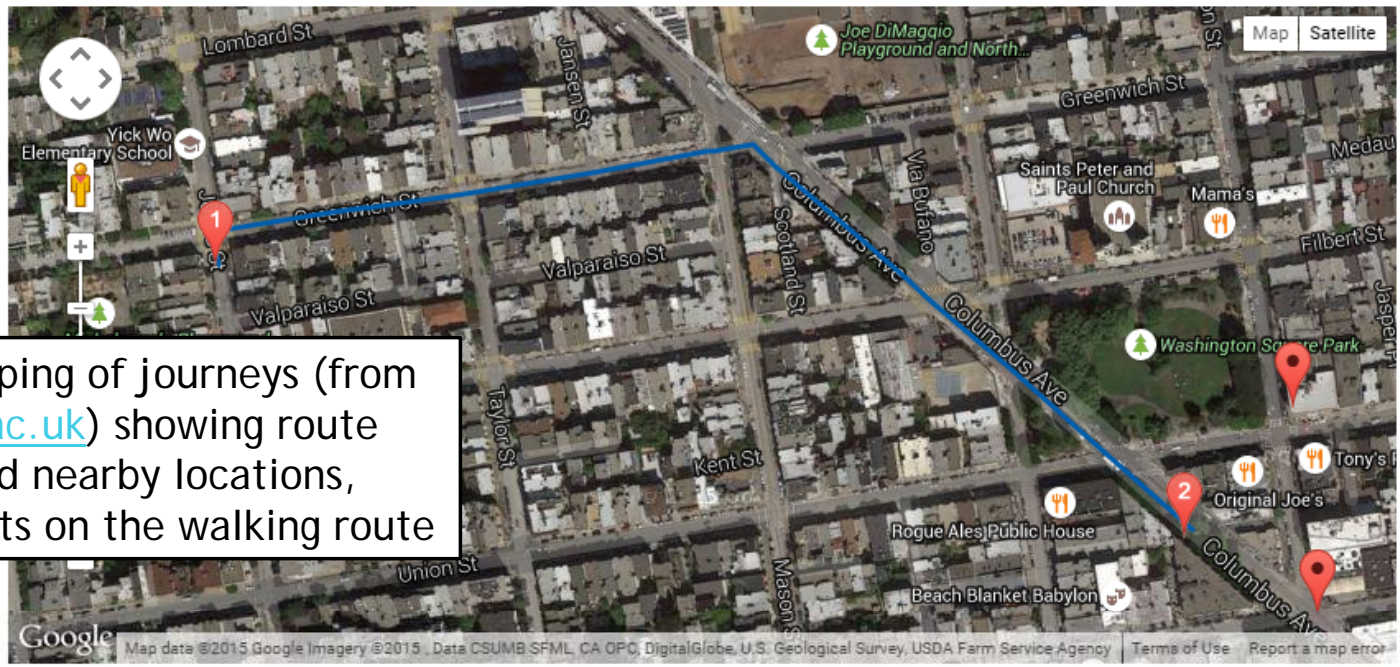 Lombard St
Jansen St
Joe DiMaggio
Playground and North...
Map
Satellite
Greenwich St
Yick Wo
Elementary School
Medau
Saints Peter and
Paul Church
Mama's
Via Bufano
1
Greenwich St
Columbus Ave
Scotland St
Filbert St
Valparaiso St
Valparaiso St
Jasper
Columbus Ave
Washington Square Park
ping of journeys (from
ac.uk) showing route
d nearby locations,
ts on the walking route
Taylor St
Kent St
2
Original Joe's
Tony's
Rogue Ales Public House
Columbus Ave
Union St
Mason S
Beach Blanket Babylon
Google
Map data ©2015 Google Imagery ©2015 , Data CSUMB SFML, CA OPC, DigitalGlobe, U.S. Geological Survey, USDA Farm Service Agency
Terms of Use
Report a map error